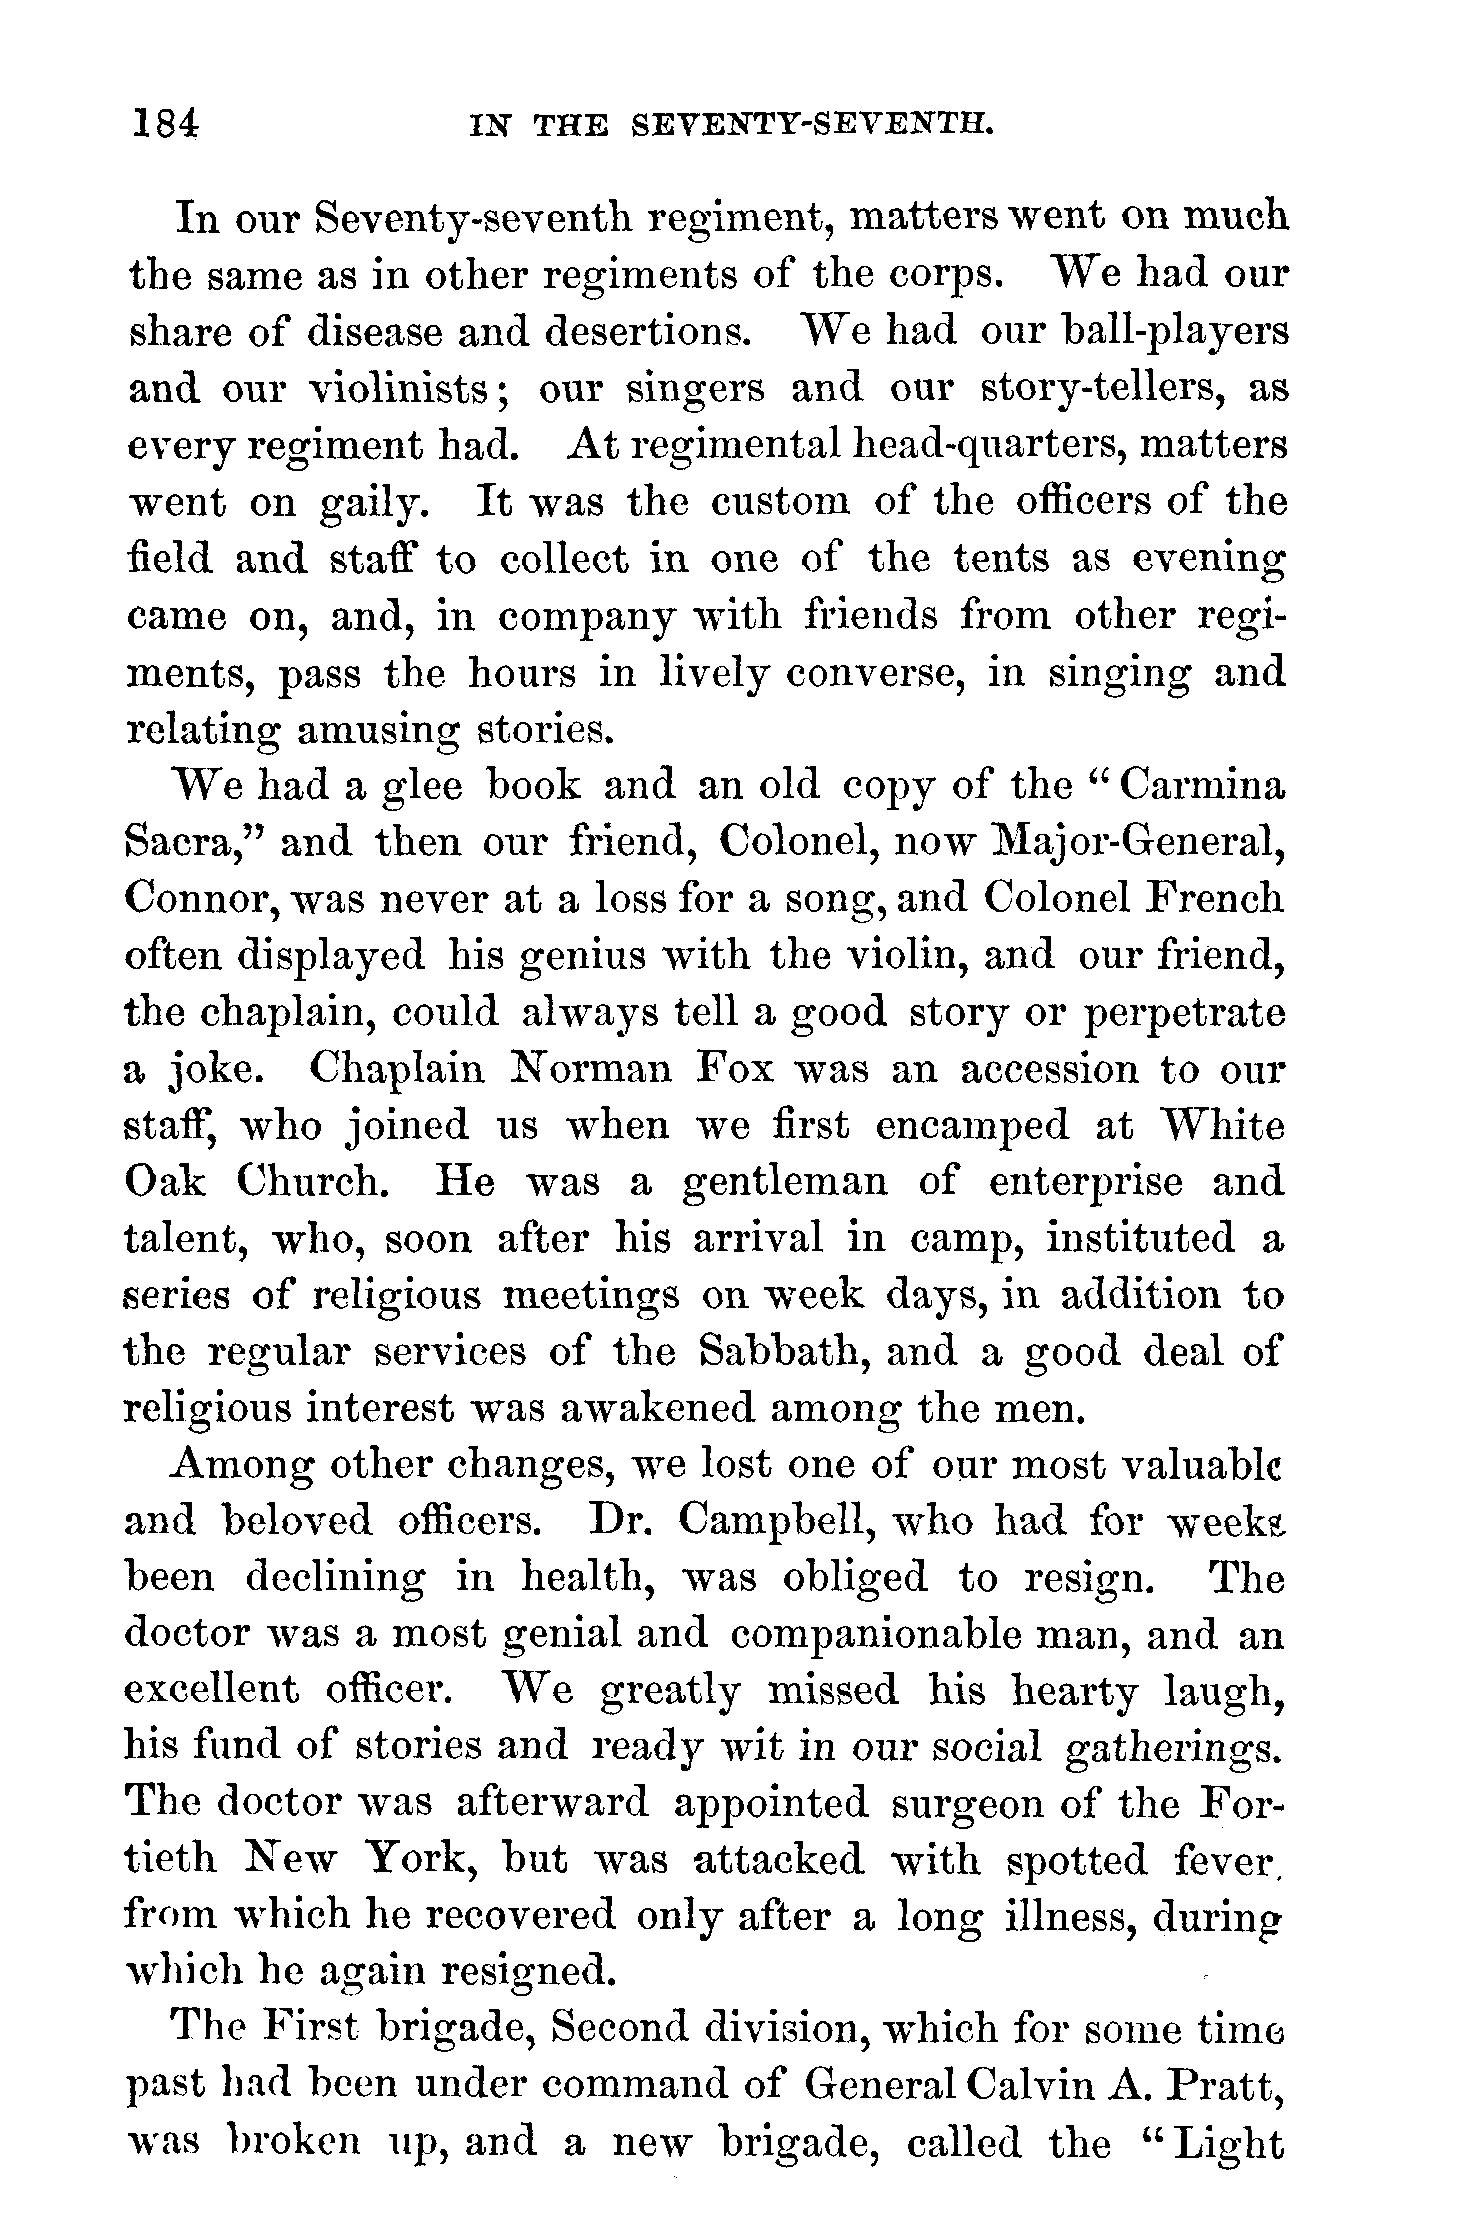 184 IN THE SEVENTY-SEVENTH.
In our Seventy-seventh regiment, matters went on much
the same as in other regiments of the corps. We had our
share of disease and desertions. We had our ball-players
and our violinists; our singers and our story-tellers, as
every regiment had. At regimental head-quarters, matters
went on gaily. It was the custom of the officers of the
field and staff to collect in one of the tents as evening
came on, and, in company with friends from other regi-
ments, pass the hours in lively converse, in singing and
relating amusing stories.
We had a glee book and an old copy of the “Carmina
Sacra,” and then our friend, Colonel, now Major-General,
Connor, was never at a loss for a song, and Colonel French
often displayed his genius with the violin, and our friend,
the chaplain, could always tell a good story or perpetrate
a joke. Chaplain Norman Fox was an accession to our
staff, who joined us when we first encamped at White
Oak Church. He was a gentleman of enterprise and
talent, who, soon after his arrival in camp, instituted a
series of religious meetings on week days, in addition to
the regular services of the Sabbath, and a good deal of
religious interest was awakened among the men.
Among other changes, we lost one of our most valuable
and beloved officers. Dr. Campbell, who had for weeks
been declining in health, was obliged to resign. The
doctor was a most genial and companionable man, and an
excellent officer. We greatly missed his hearty laugh,
his fund of stories and ready wit in our social gatherings.
The doctor was afterward appointed surgeon of the For-
tieth New York, but was attacked with spotted fever,
from which he recovered only after a long illness, during
which he again resigned.
The First brigade, Second division, which for some time
past had been under command of General Calvin A. Pratt,
was broken up, and a new brigade, called the “Light